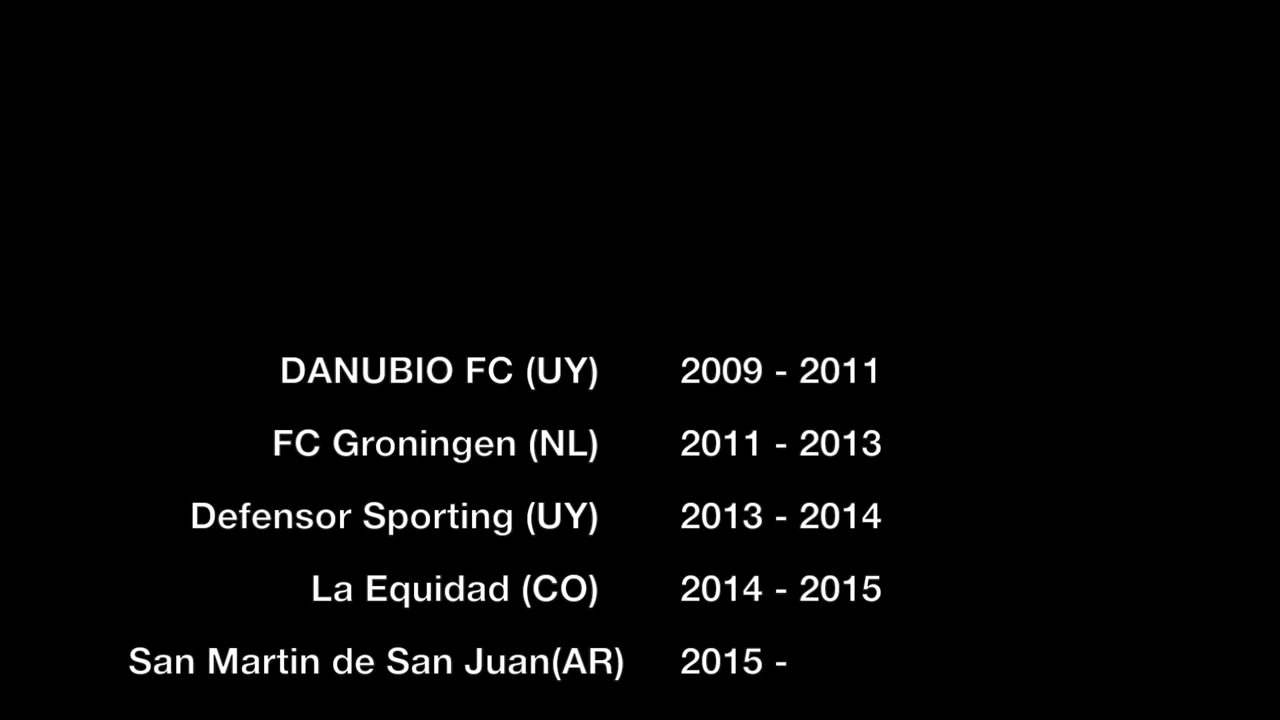 DANUBIO FC (UY) 2009 - 2011
FC Groningen (NL) 2011 - 2013
Defensor Sporting (UY) 2013 - 2014
La Equidad (CO) 2014 - 2015
San Martin de San Juan(AR) 2015 -